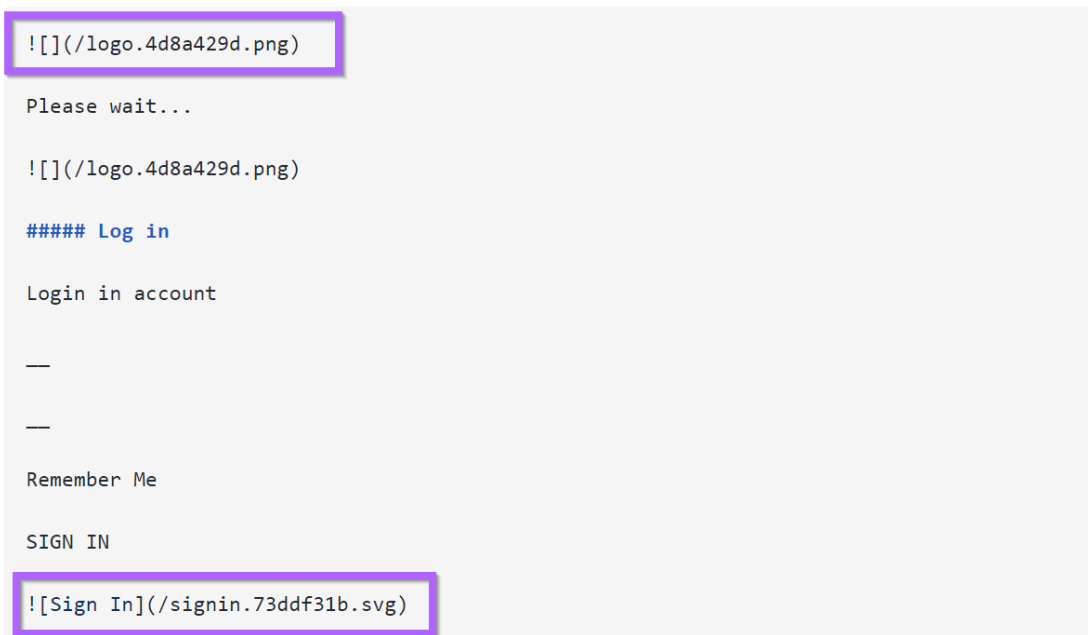 ![](/logo.4d8a429d.png)
Please wait...
![](/logo.4d8a429d.png)
##### Log in
Login in account
__
__
Remember Me
SIGN IN
![Sign In](/signin.73ddf31b.svg)